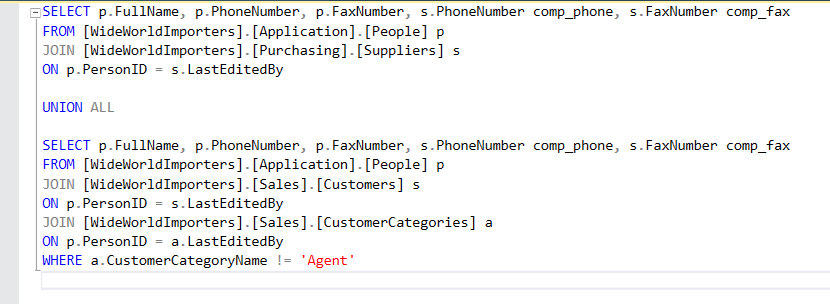 SELECT p.FullName, p.PhoneNumber, p.FaxNumber, s.PhoneNumber comp_phone, s.FaxNumber comp_fax
FROM [WideWorldImporters].[Application].[People] p
JOIN [WideWorldImporters].[Purchasing].[Suppliers] s
ON p.PersonID = s.LastEditedBy
UNION ALL
SELECT p.FullName, p.PhoneNumber, p.FaxNumber, s.PhoneNumber comp_phone, s.FaxNumber comp_fax
FROM [WideWorldImporters].[Application].[People] p
JOIN [WideWorldImporters].[Sales].[Customers] s
ON p.PersonID = s.LastEditedBy
JOIN [WideWorldImporters].[Sales].[CustomerCategories] a
ON p.PersonID = a.LastEditedBy
WHERE a.CustomerCategoryName != 'Agent'